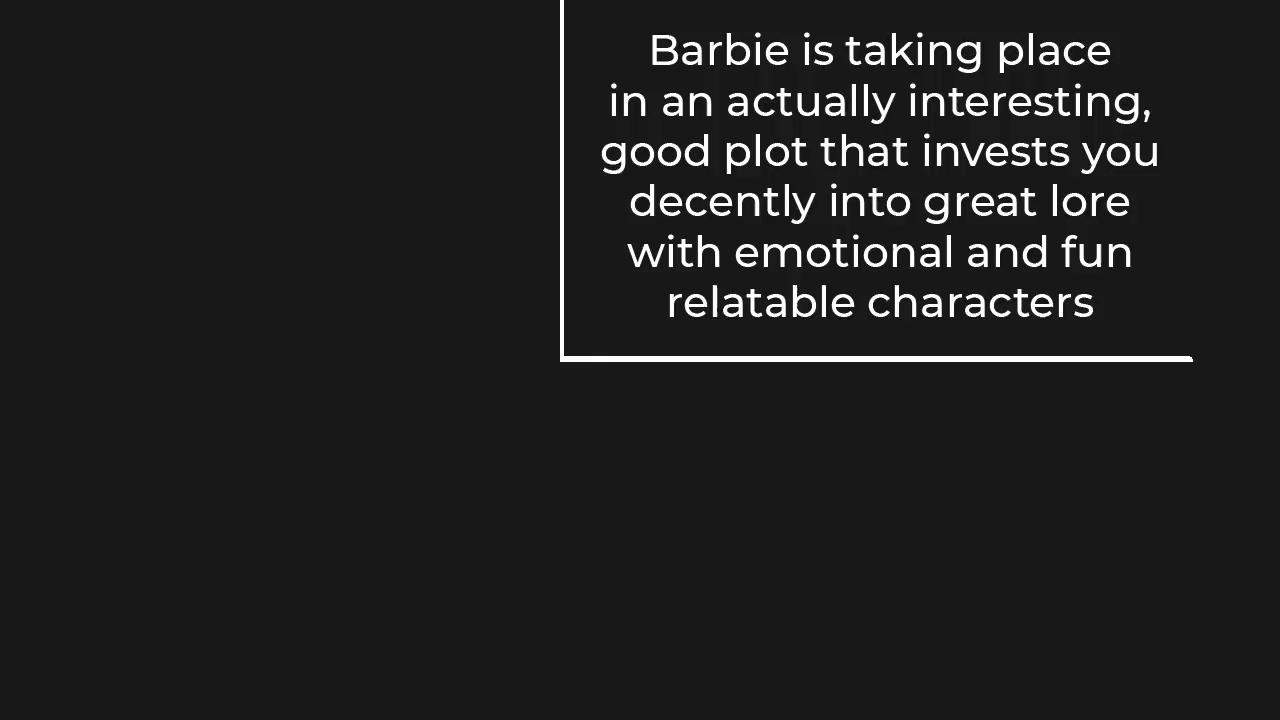 Barbie is taking place
in an actually interesting,
good plot that invests you
decently into great lore
with emotional and fun
relatable characters